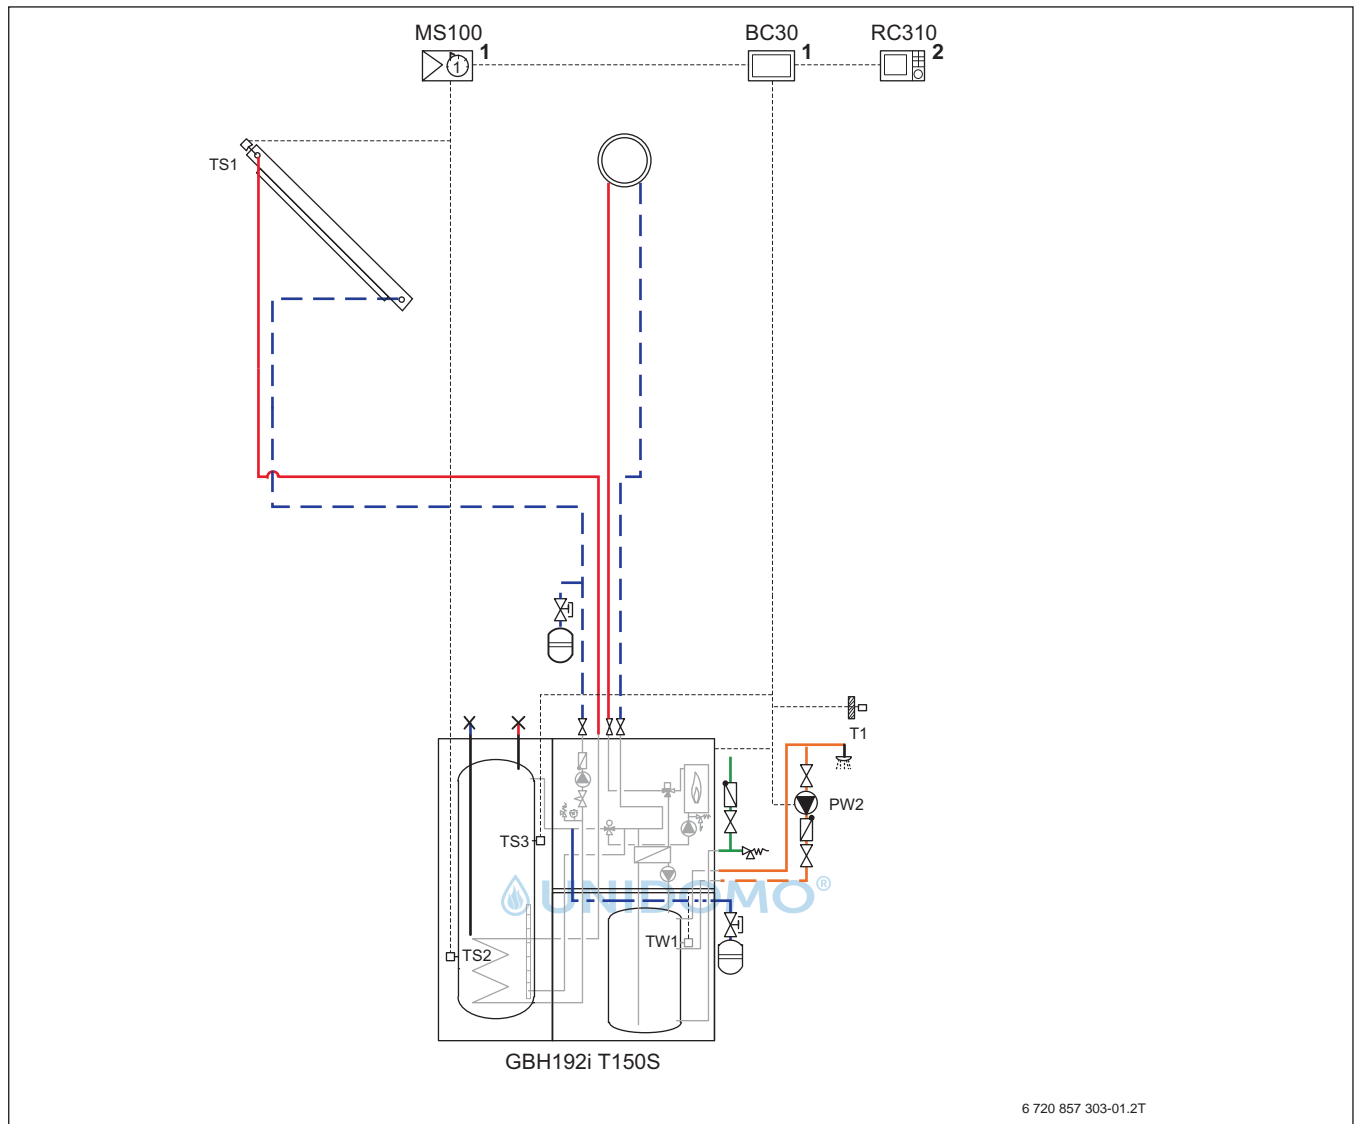 MS100
1
1
BC30
1
RC310
2
TS1
T1
PW2
TS3
UNIDOMO®
TW1
TS2
GBH192i T150S
6 720 857 303-01.2T